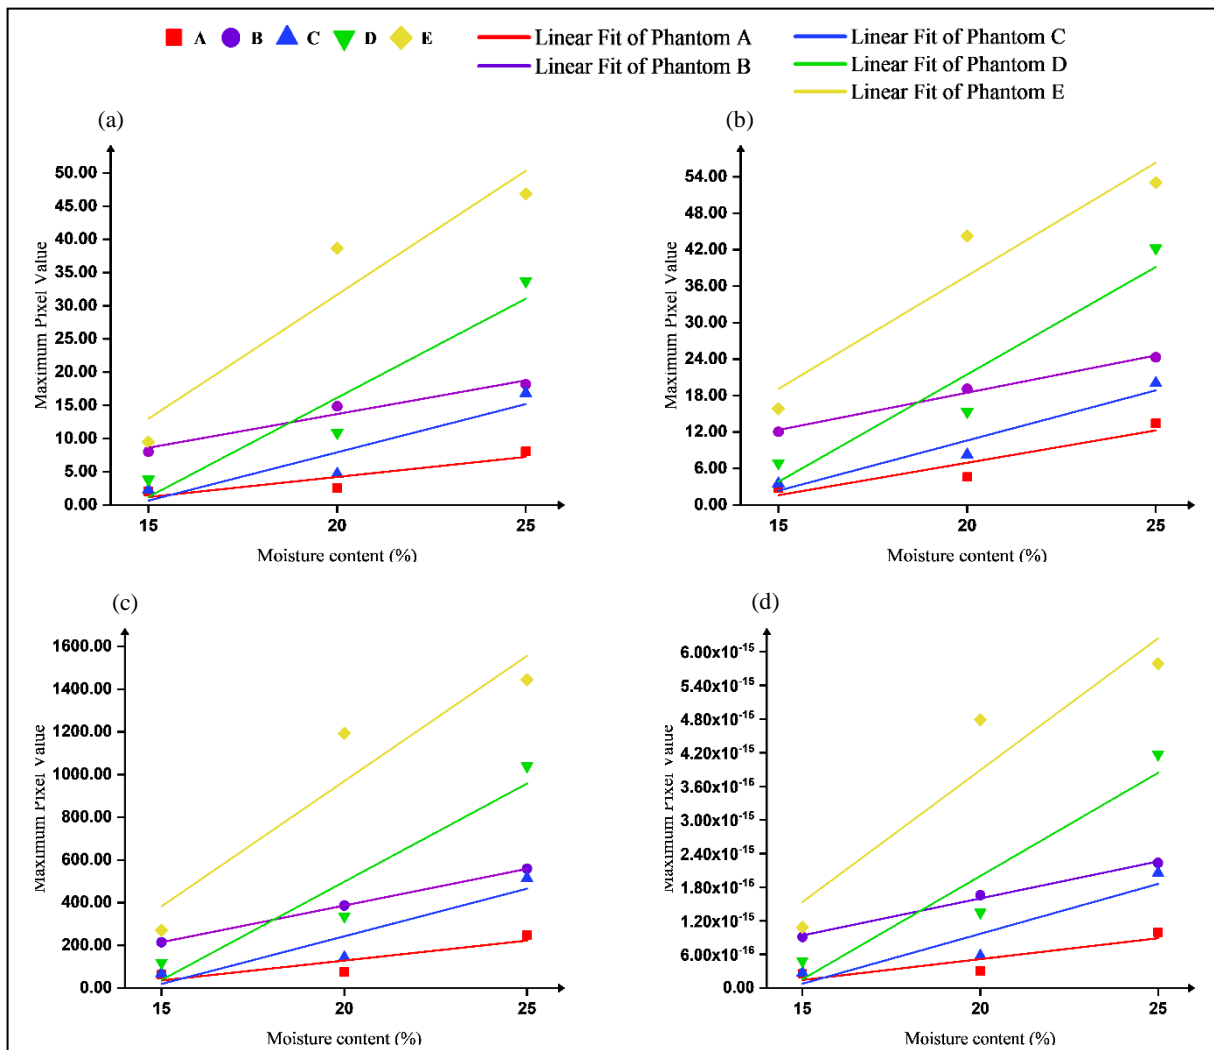 A B C D E
Linear Fit of Phantom A
Linear Fit of Phantom B
Linear Fit of Phantom C
Linear Fit of Phantom D
Linear Fit of Phantom E
(a)
Maximum Pixel Value
50.00
45.00
40.00
35.00
30.00
25.00
20.00
15.00
10.00
5.00
0.00
15 20 25
Moisture content (%)
(b)
Maximum Pixel Value
54.00
48.00
42.00
36.00
30.00
24.00
18.00
12.00
6.00
0.00
15 20 25
Moisture content (%)
(c)
Maximum Pixel Value
1600.00
1400.00
1200.00
1000.00
800.00
600.00
400.00
200.00
0.00
15 20 25
Moisture content (%)
(d)
Maximum Pixel Value
6.00x10⁻¹⁵
5.40x10⁻¹⁵
4.80x10⁻¹⁵
4.20x10⁻¹⁵
3.60x10⁻¹⁵
3.00x10⁻¹⁵
2.40x10⁻¹⁵
1.80x10⁻¹⁵
1.20x10⁻¹⁵
6.00x10⁻¹⁶
0.00
15 20 25
Moisture content (%)